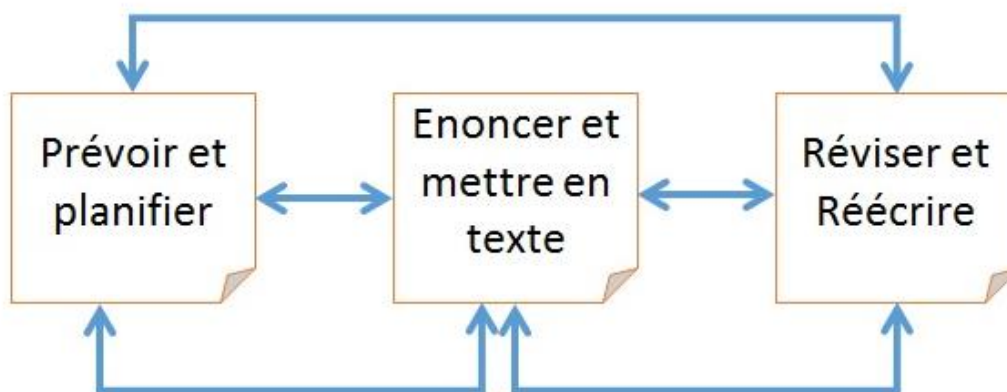 Prévoir et
planifier
Enoncer et
mettre en
texte
Réviser et
Réécrire